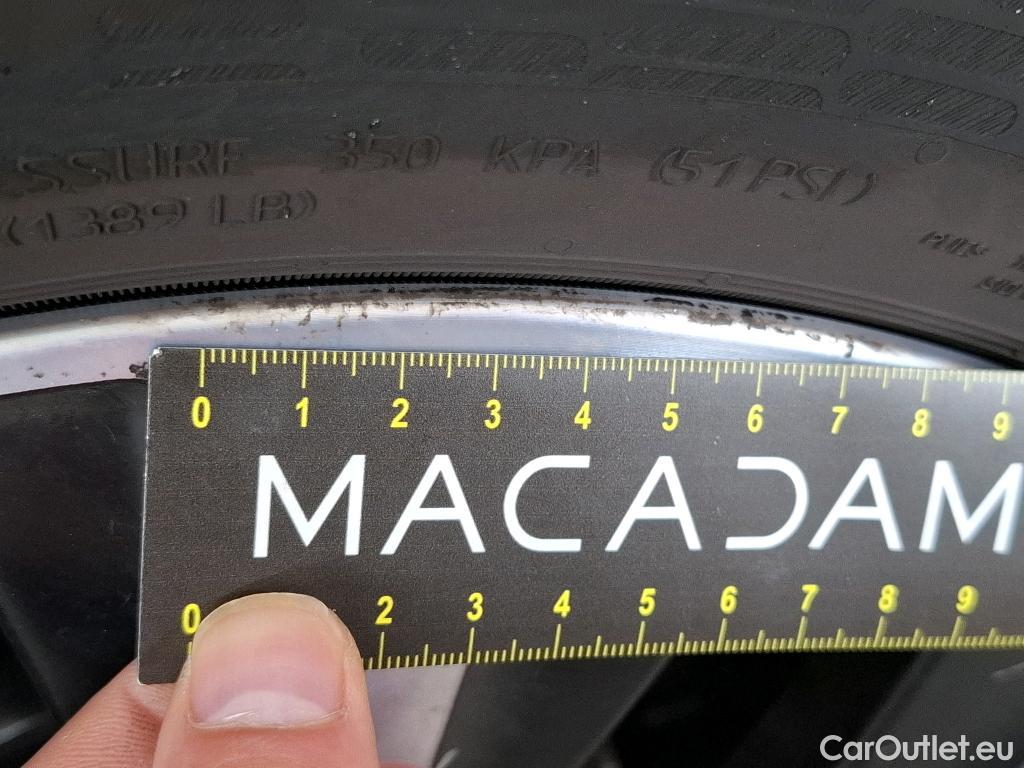 350 KPA (51 PSI)
(1389 LB)
0 1 2 3 4 5 6 7 8 9
MACADAM
0 2 3 4 5 6 7 8 9
CarOutlet.eu